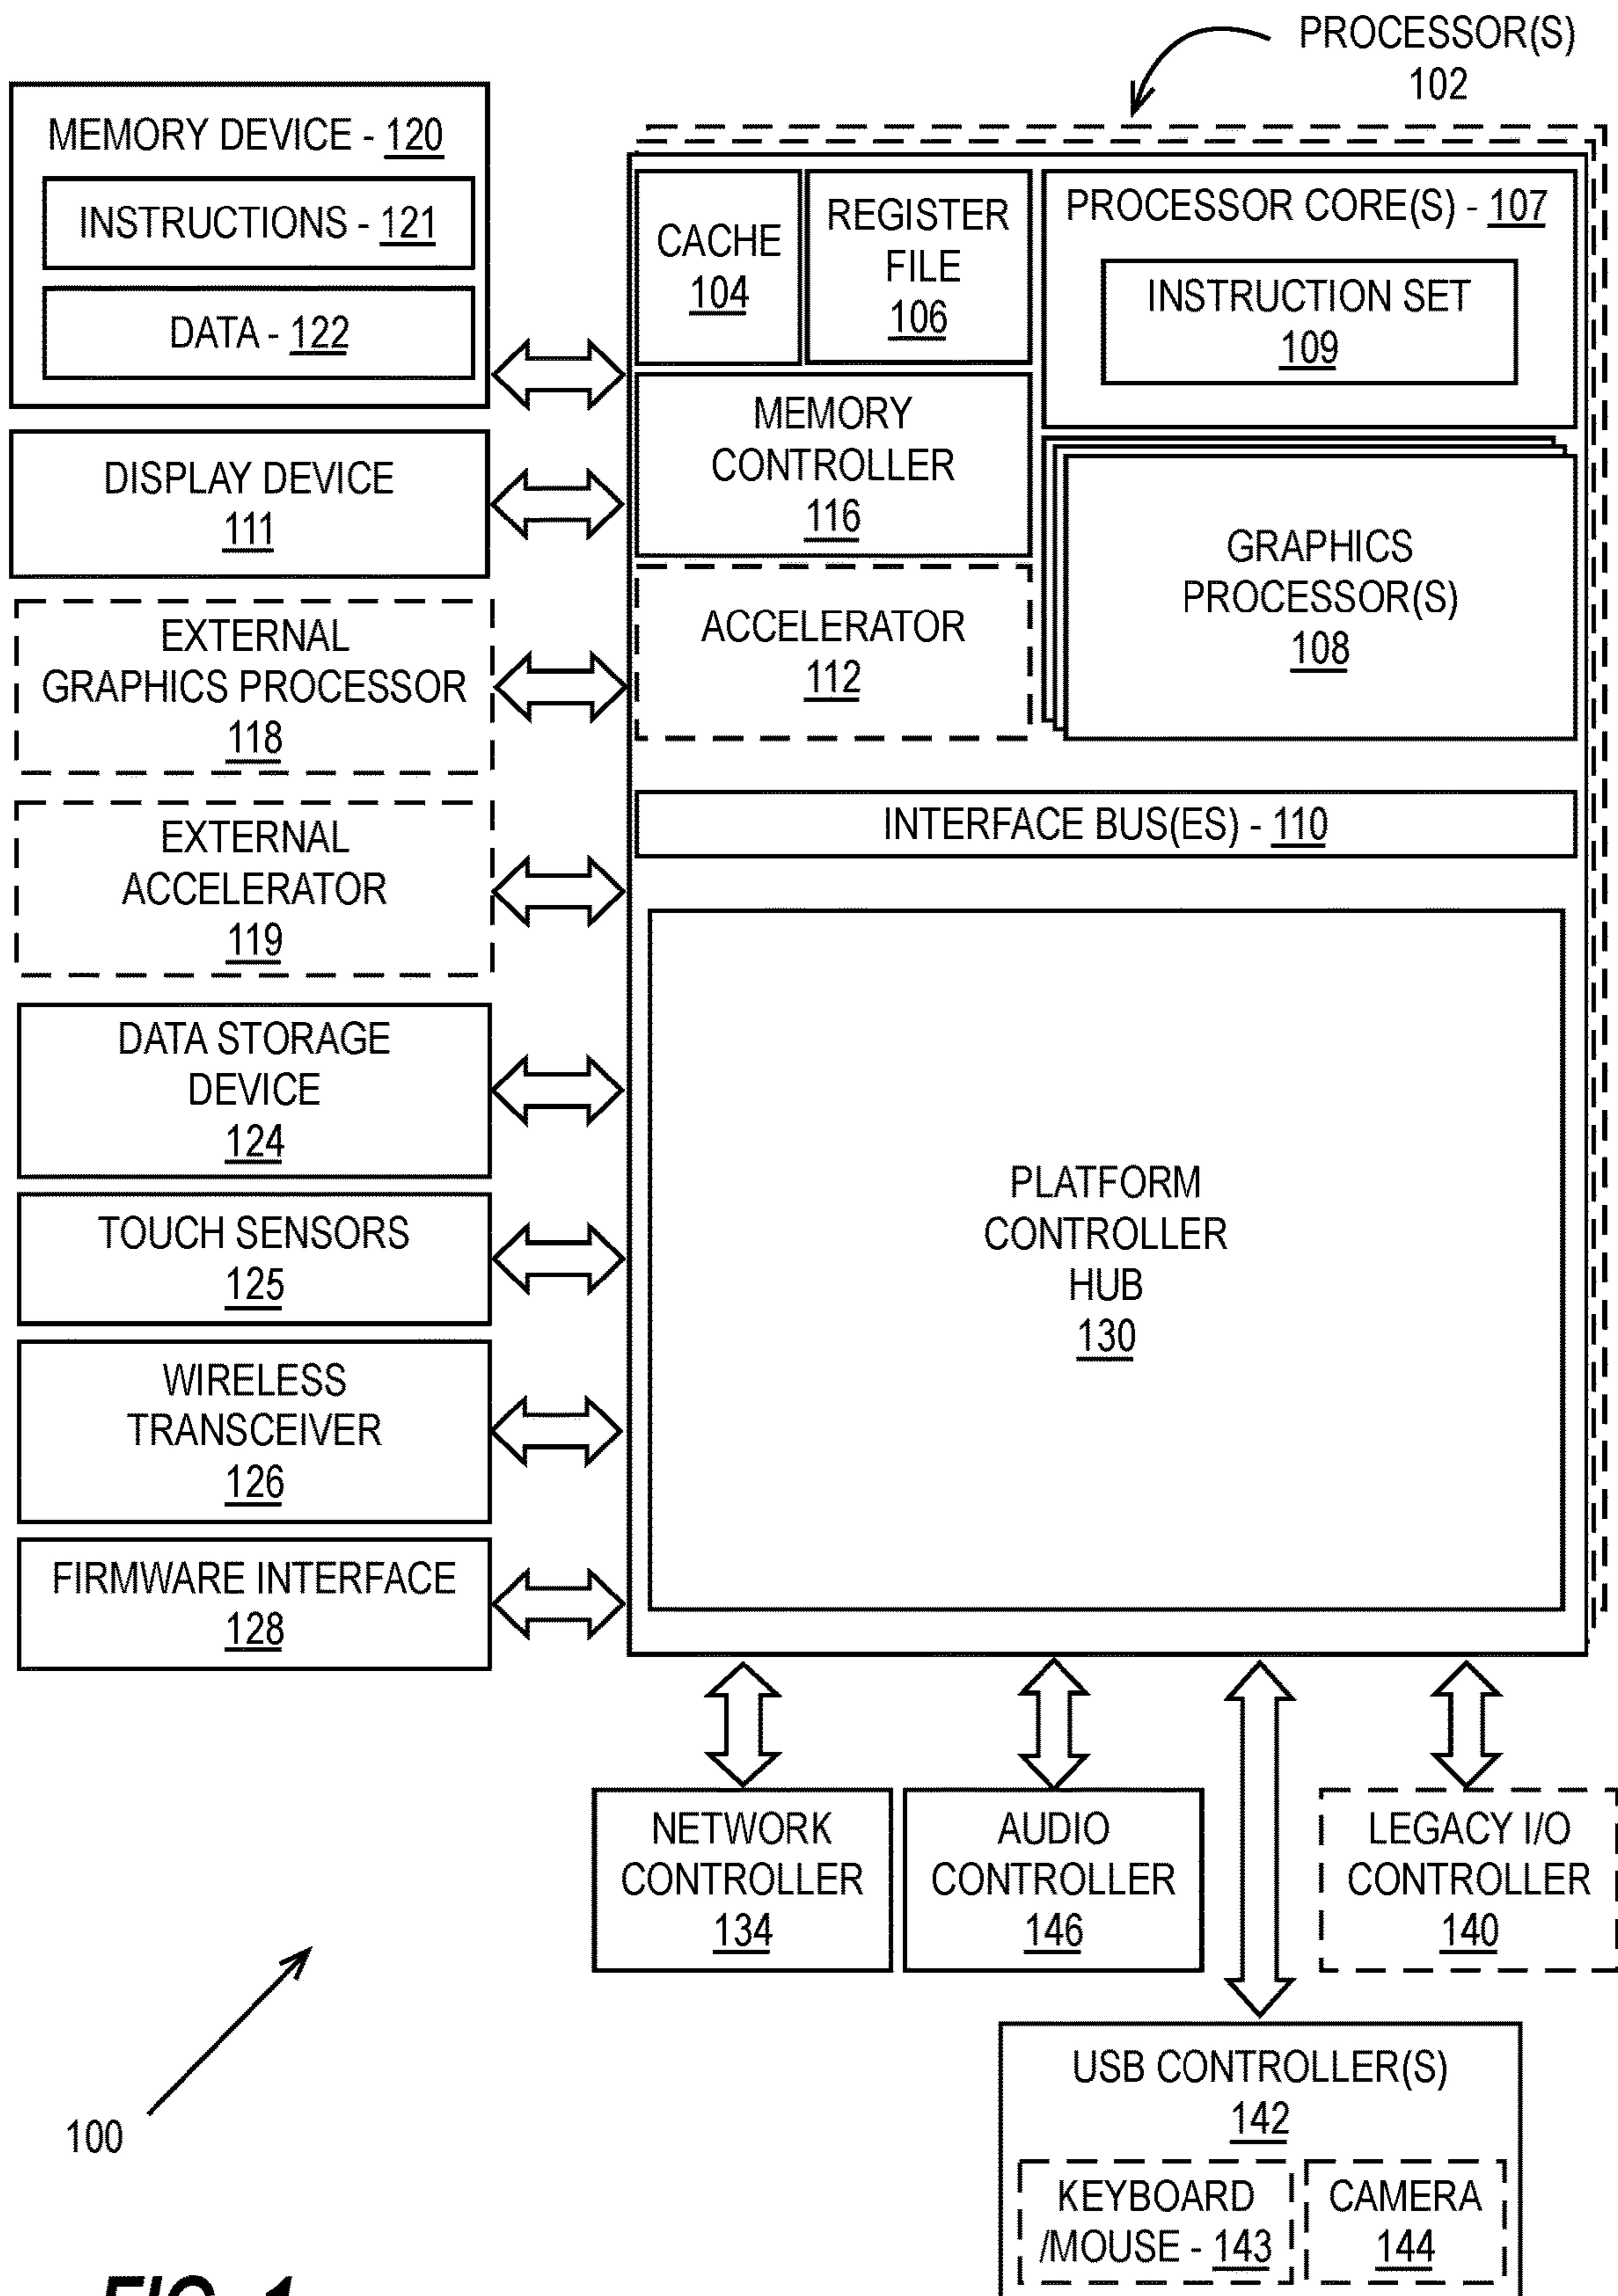 PROCESSOR(S)
102
MEMORY DEVICE - 120
INSTRUCTIONS - 121
DATA - 122
DISPLAY DEVICE
111
EXTERNAL
GRAPHICS PROCESSOR
118
EXTERNAL
ACCELERATOR
119
DATA STORAGE
DEVICE
124
TOUCH SENSORS
125
WIRELESS
TRANSCEIVER
126
FIRMWARE INTERFACE
128
CACHE
104
REGISTER
FILE
106
PROCESSOR CORE(S) - 107
INSTRUCTION SET
109
MEMORY
CONTROLLER
116
GRAPHICS
PROCESSOR(S)
108
ACCELERATOR
112
INTERFACE BUS(ES) - 110
PLATFORM
CONTROLLER
HUB
130
NETWORK
CONTROLLER
134
AUDIO
CONTROLLER
146
LEGACY I/O
CONTROLLER
140
USB CONTROLLER(S)
142
KEYBOARD
/MOUSE - 143
CAMERA
144
100
FIG. 1